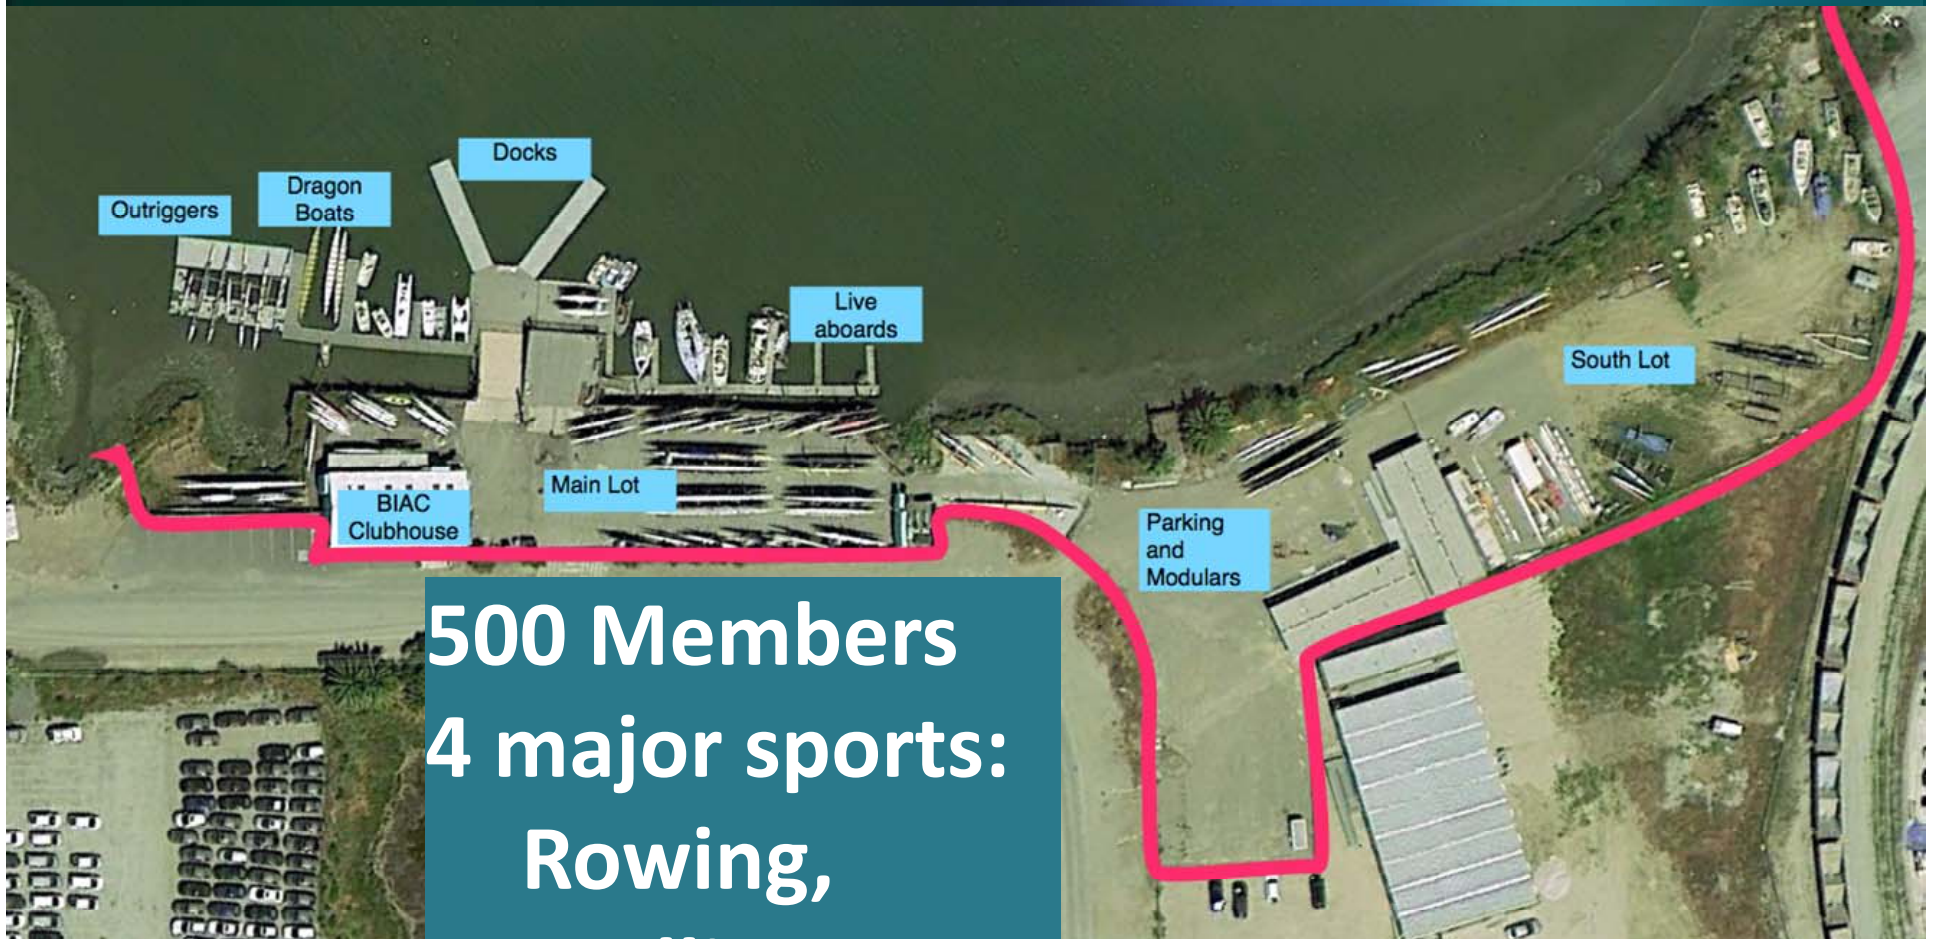 Docks
Dragon
Boats
Outriggers
Live
aboards
South Lot
Main Lot
BIAC
Clubhouse
Parking
and
Modulars
500 Members
4 major sports:
Rowing,